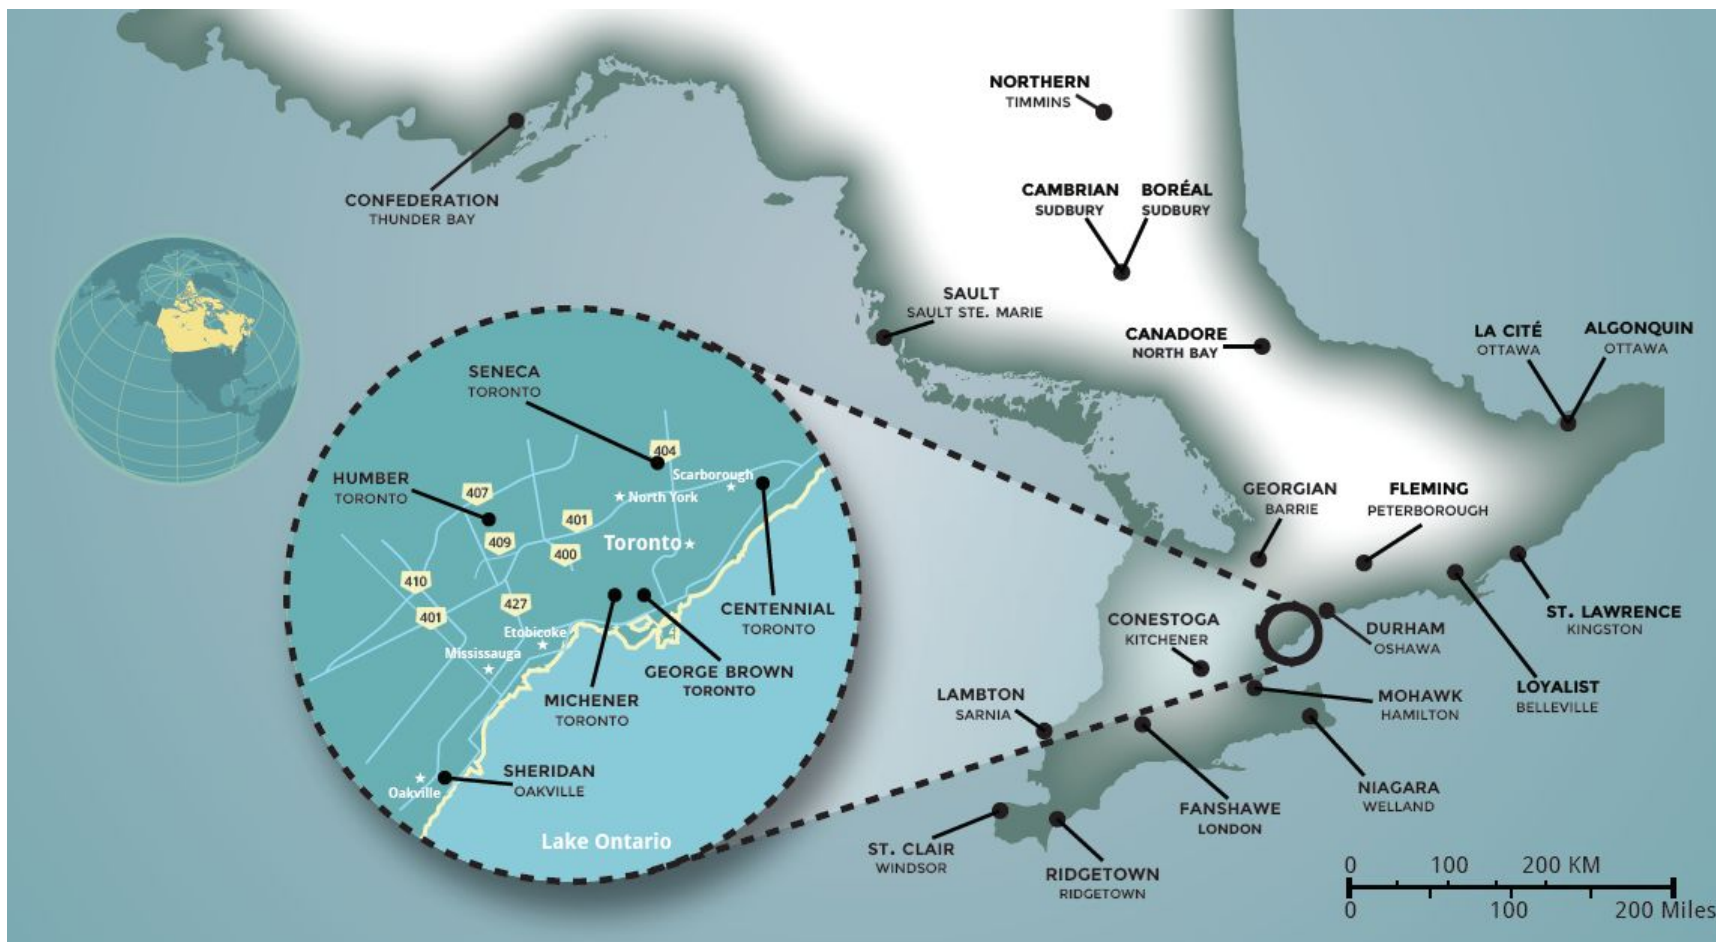 NORTHERN
TIMMINS
CONFEDERATION
THUNDER BAY
CAMBRIAN
SUDBURY
BORÉAL
SUDBURY
SAULT
SAULT STE. MARIE
CANADORE
NORTH BAY
LA CITÉ
OTTAWA
ALGONQUIN
OTTAWA
SENECA
TORONTO
HUMBER
TORONTO
404
Scarborough
407
North York
401
409
400
Toronto
410
401
427
Etobicoke
Mississauga
CENTENNIAL
TORONTO
GEORGE BROWN
TORONTO
MICHENER
TORONTO
SHERIDAN
OAKVILLE
Oakville
Lake Ontario
GEORGIAN
BARRIE
FLEMING
PETERBOROUGH
CONESTOGA
KITCHENER
DURHAM
OSHAWA
ST. LAWRENCE
KINGSTON
LOYALIST
BELLEVILLE
LAMBTON
SARNIA
MOHAWK
HAMILTON
NIAGARA
WELLAND
FANSHAWE
LONDON
ST. CLAIR
WINDSOR
RIDGETOWN
RIDGETOWN
0 100 200 KM
0 100 200 Miles